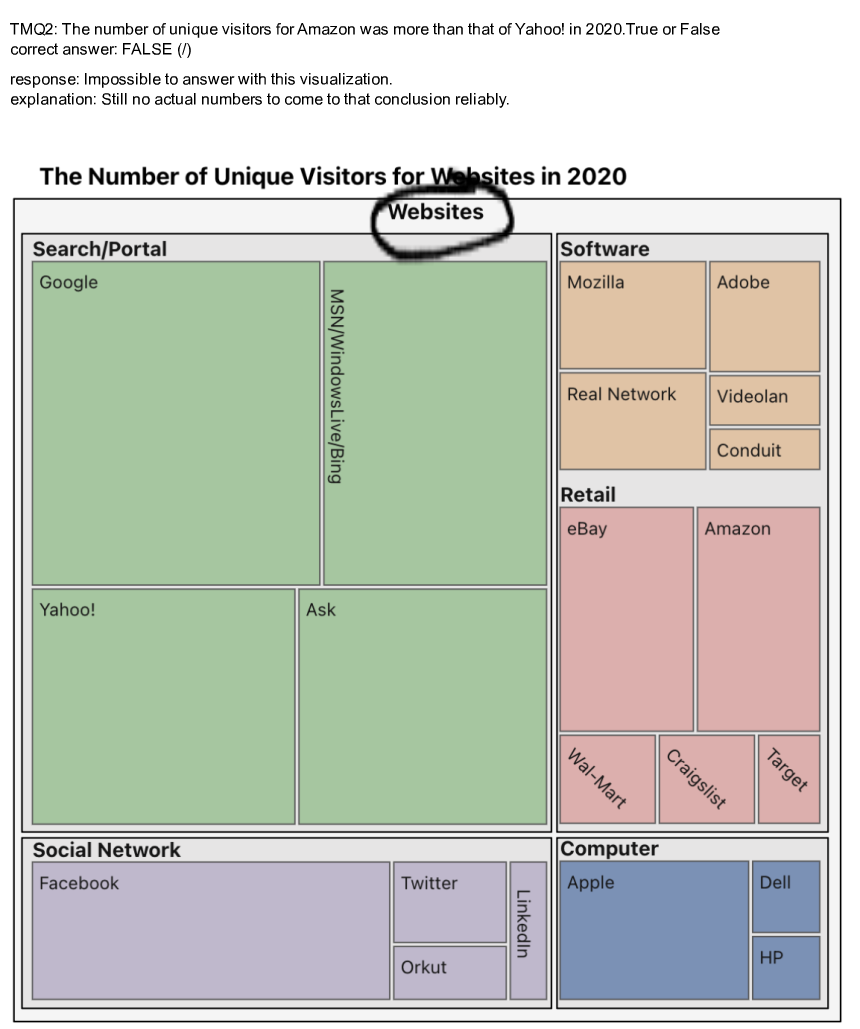 TMQ2: The number of unique visitors for Amazon was more than that of Yahoo! in 2020.True or False
correct answer: FALSE (/)
response: Impossible to answer with this visualization.
explanation: Still no actual numbers to come to that conclusion reliably.
The Number of Unique Visitors for Websites in 2020
Websites
Search/Portal
Google
MSN/WindowsLive/Bing
Yahoo!
Ask
Software
Mozilla
Adobe
Real Network
Videolan
Conduit
Retail
eBay
Amazon
Wal-Mart
Craigslist
Target
Social Network
Facebook
Twitter
Orkut
LinkedIn
Computer
Apple
Dell
HP